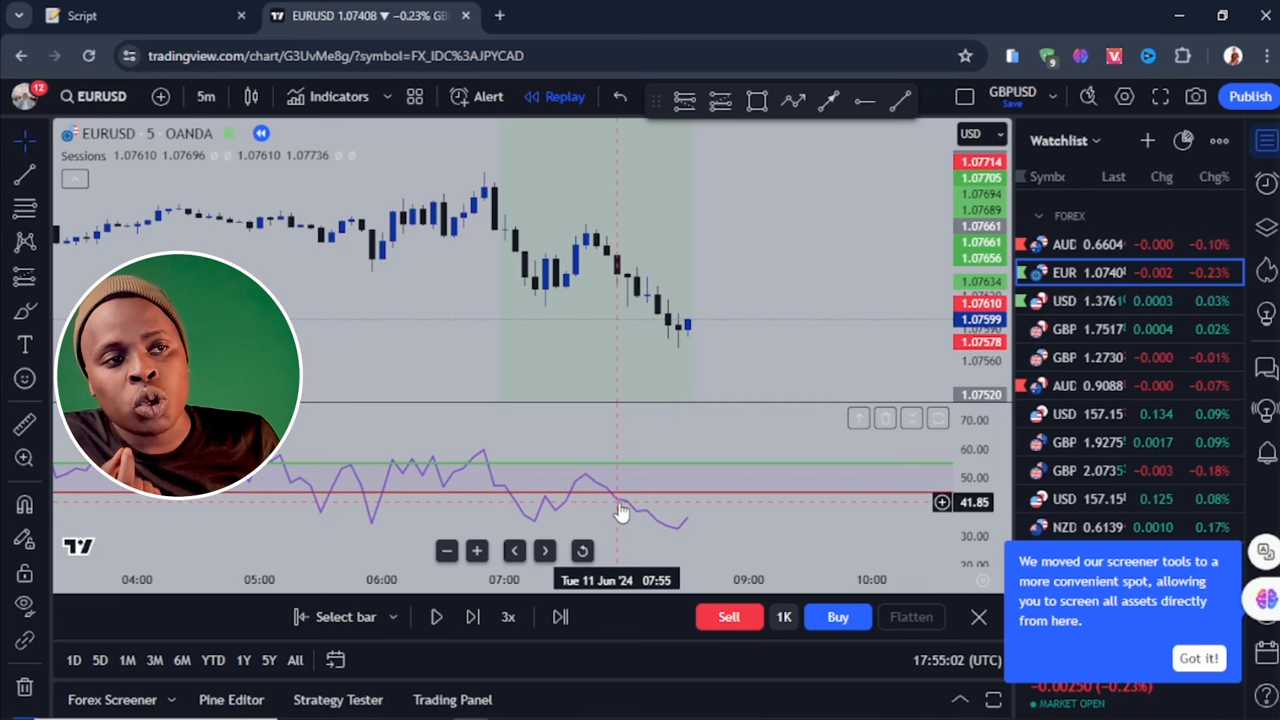 Script
EURUSD 1.07408 ▼ −0.23% GB
tradingview.com/chart/G3UvMe8g/?symbol=FX_IDC%3AJPYCAD
9
12
EURUSD
5m
Indicators
Alert
Replay
GBPUSD
Save
Publish
EURUSD · 5 · OANDA
Sessions 1.07610 1.07696 1.07610 1.07736
USD
1.07714
1.07705
1.07694
1.07689
1.07661
1.07661
1.07656
1.07634
1.07610
1.07599
1.07590
1.07578
1.07560
1.07520
70.00
60.00
50.00
41.85
30.00
20.00
04:00 05:00 06:00 07:00 Tue 11 Jun '24 07:55 09:00 10:00
Select bar
3x
Sell 1K Buy Flatten
1D 5D 1M 3M 6M YTD 1Y 5Y All
17:55:02 (UTC)
Forex Screener
Pine Editor
Strategy Tester
Trading Panel
Watchlist
Symbo Last Chg Chg%
FOREX
AUD 0.6604 −0.000 −0.10%
EUR 1.0740 −0.002 −0.23%
USD 1.3761 0.0003 0.03%
GBP 1.7517 0.0004 0.02%
GBP 1.2730 −0.000 −0.01%
AUD 0.9088 −0.000 −0.07%
USD 157.15 0.134 0.09%
GBP 1.9275 0.0017 0.09%
GBP 2.0735 −0.003 −0.18%
USD 157.15 0.125 0.08%
NZD 0.6139 0.0010 0.17%
We moved our screener tools to a
more convenient spot, allowing
you to screen all assets directly
from here.
Got it!
−0.00250 (−0.23%)
MARKET OPEN